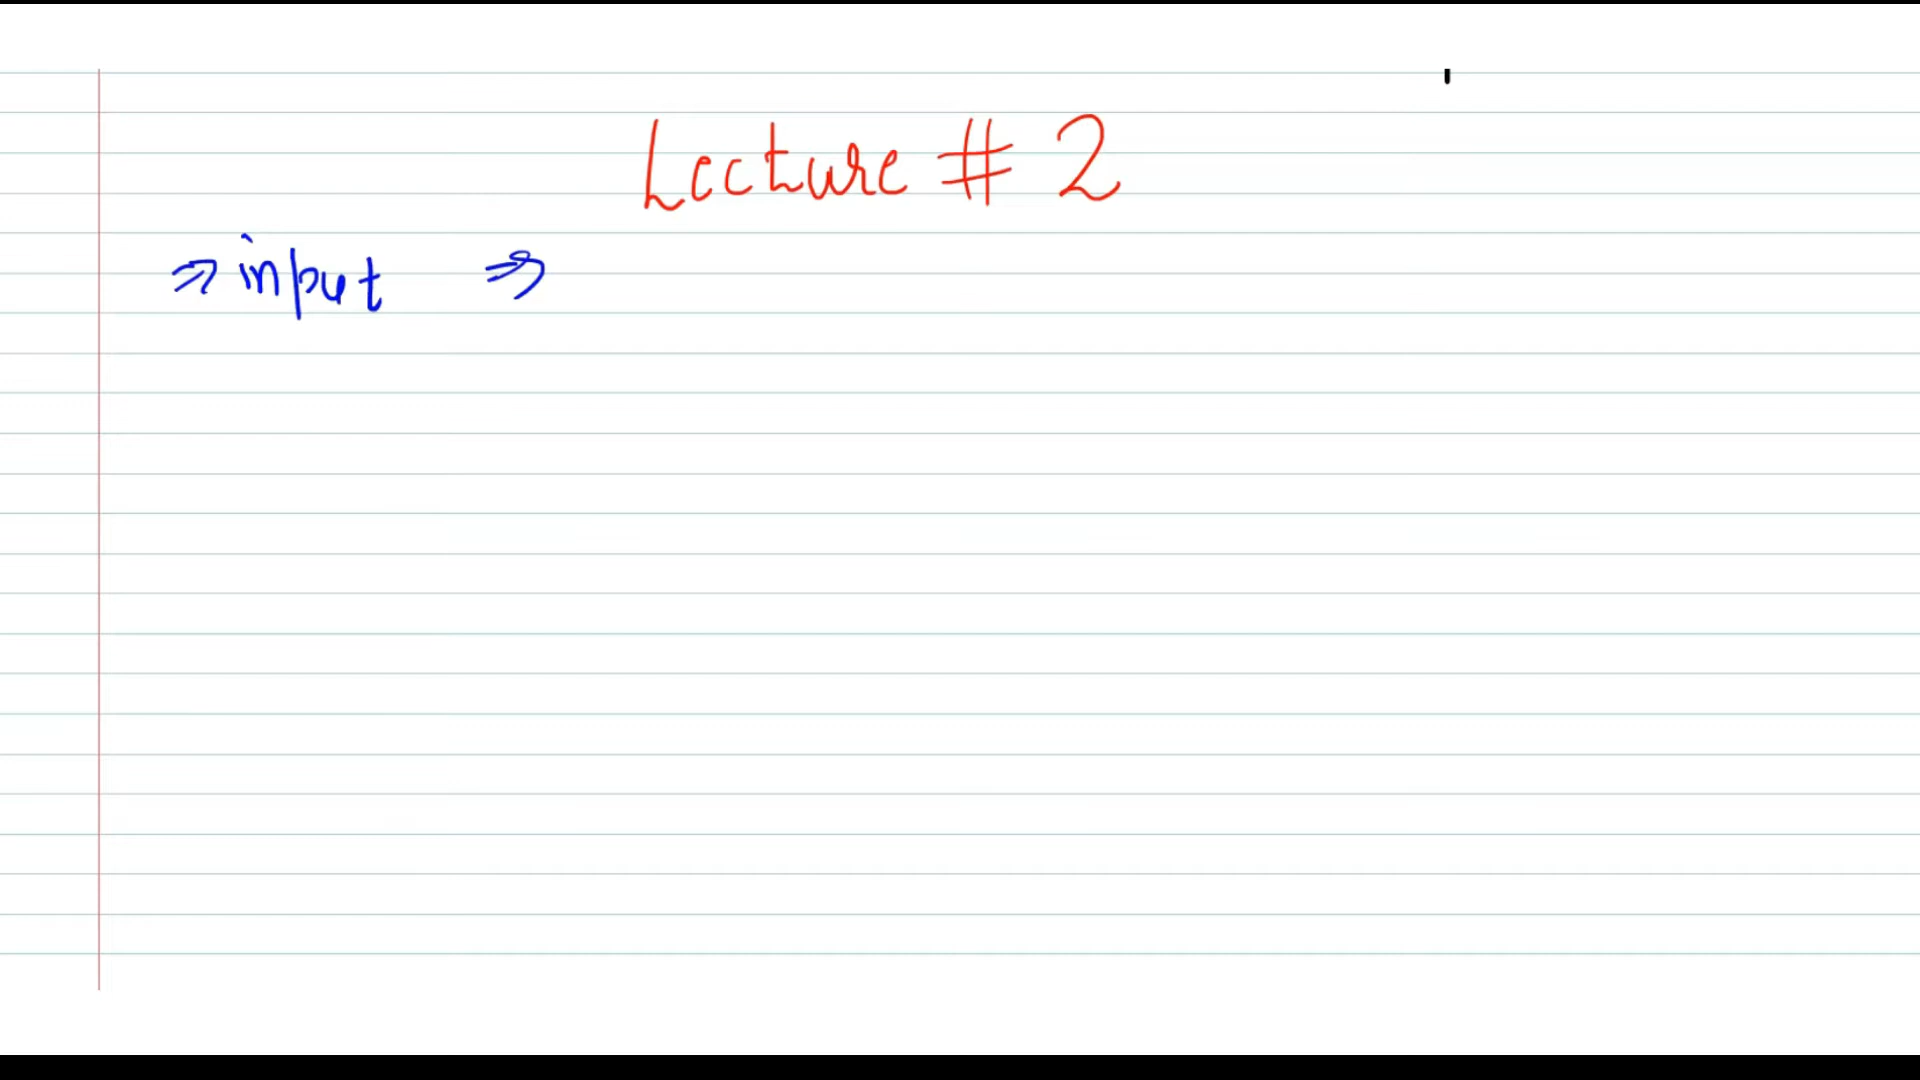 Lecture # 2
⇒ input ⇒